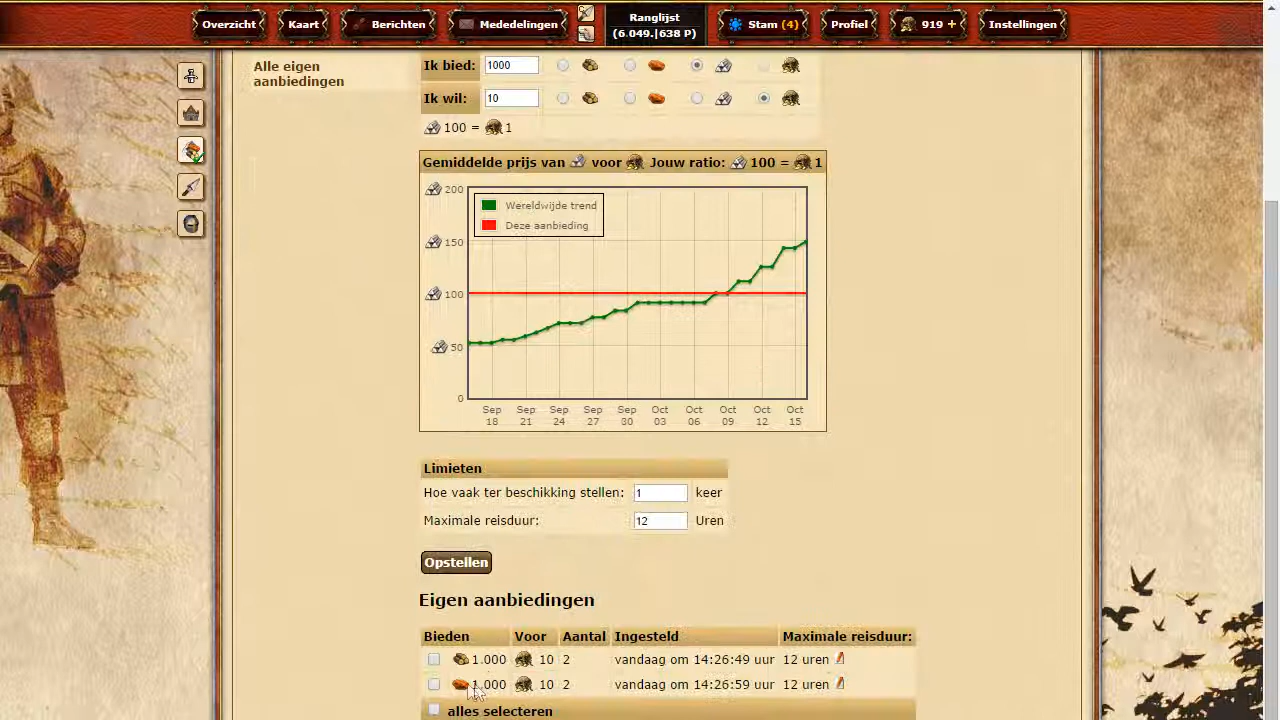 Overzicht
Kaart
Berichten
Mededelingen
Ranglijst
(6.049.|638 P)
Stam (4)
Profiel
919 +
Instellingen
Alle eigen
aanbiedingen
Ik bied: 1000
Ik wil: 10
100 = 1
Gemiddelde prijs van voor Jouw ratio: 100 = 1
200
150
100
50
0
Wereldwijde trend
Deze aanbieding
Sep 18
Sep 21
Sep 24
Sep 27
Sep 30
Oct 03
Oct 06
Oct 09
Oct 12
Oct 15
Limieten
Hoe vaak ter beschikking stellen: 1 keer
Maximale reisduur: 12 Uren
Opstellen
Eigen aanbiedingen
Bieden Voor Aantal Ingesteld Maximale reisduur:
1.000 10 2 vandaag om 14:26:49 uur 12 uren
1.000 10 2 vandaag om 14:26:59 uur 12 uren
alles selecteren